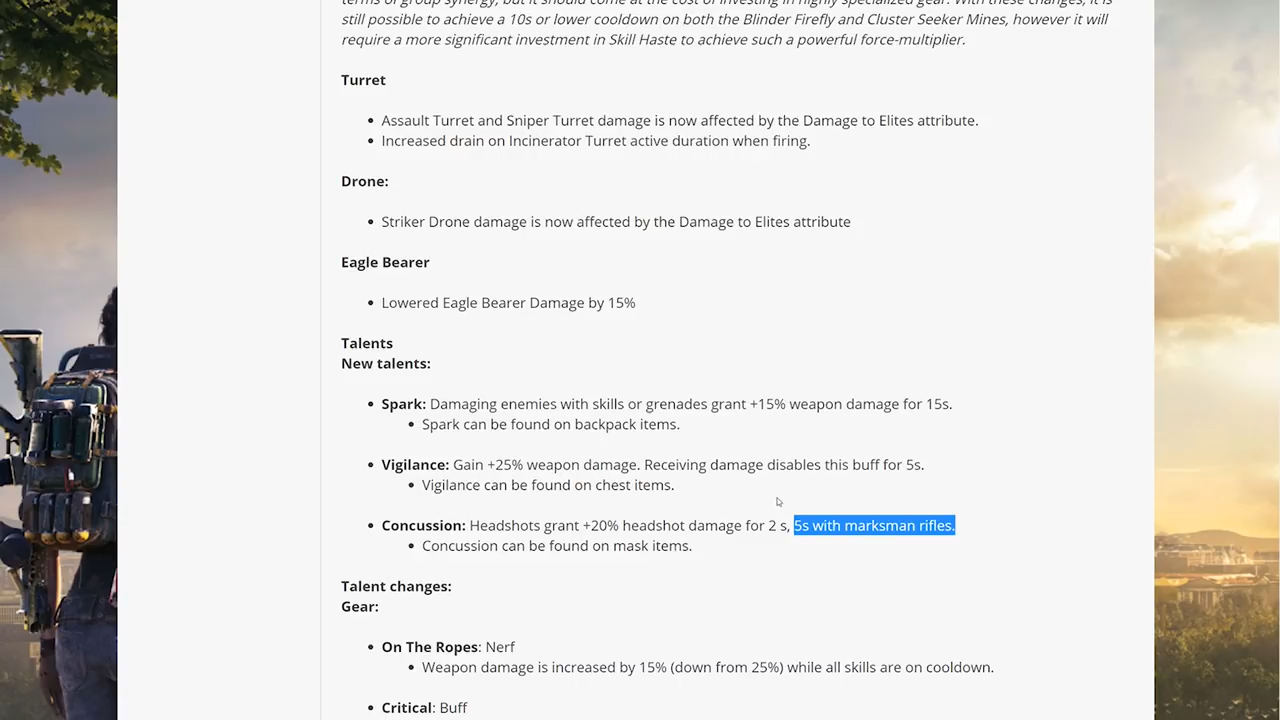 terms of group synergy, but it should come at the cost of investing in highly specialized gear. With these changes, it is
still possible to achieve a 10s or lower cooldown on both the Blinder Firefly and Cluster Seeker Mines, however it will
require a more significant investment in Skill Haste to achieve such a powerful force-multiplier.
Turret
• Assault Turret and Sniper Turret damage is now affected by the Damage to Elites attribute.
• Increased drain on Incinerator Turret active duration when firing.
Drone:
• Striker Drone damage is now affected by the Damage to Elites attribute
Eagle Bearer
• Lowered Eagle Bearer Damage by 15%
Talents
New talents:
• Spark: Damaging enemies with skills or grenades grant +15% weapon damage for 15s.
• Spark can be found on backpack items.
• Vigilance: Gain +25% weapon damage. Receiving damage disables this buff for 5s.
• Vigilance can be found on chest items.
• Concussion: Headshots grant +20% headshot damage for 2 s, 5s with marksman rifles.
• Concussion can be found on mask items.
Talent changes:
Gear:
• On The Ropes: Nerf
• Weapon damage is increased by 15% (down from 25%) while all skills are on cooldown.
• Critical: Buff